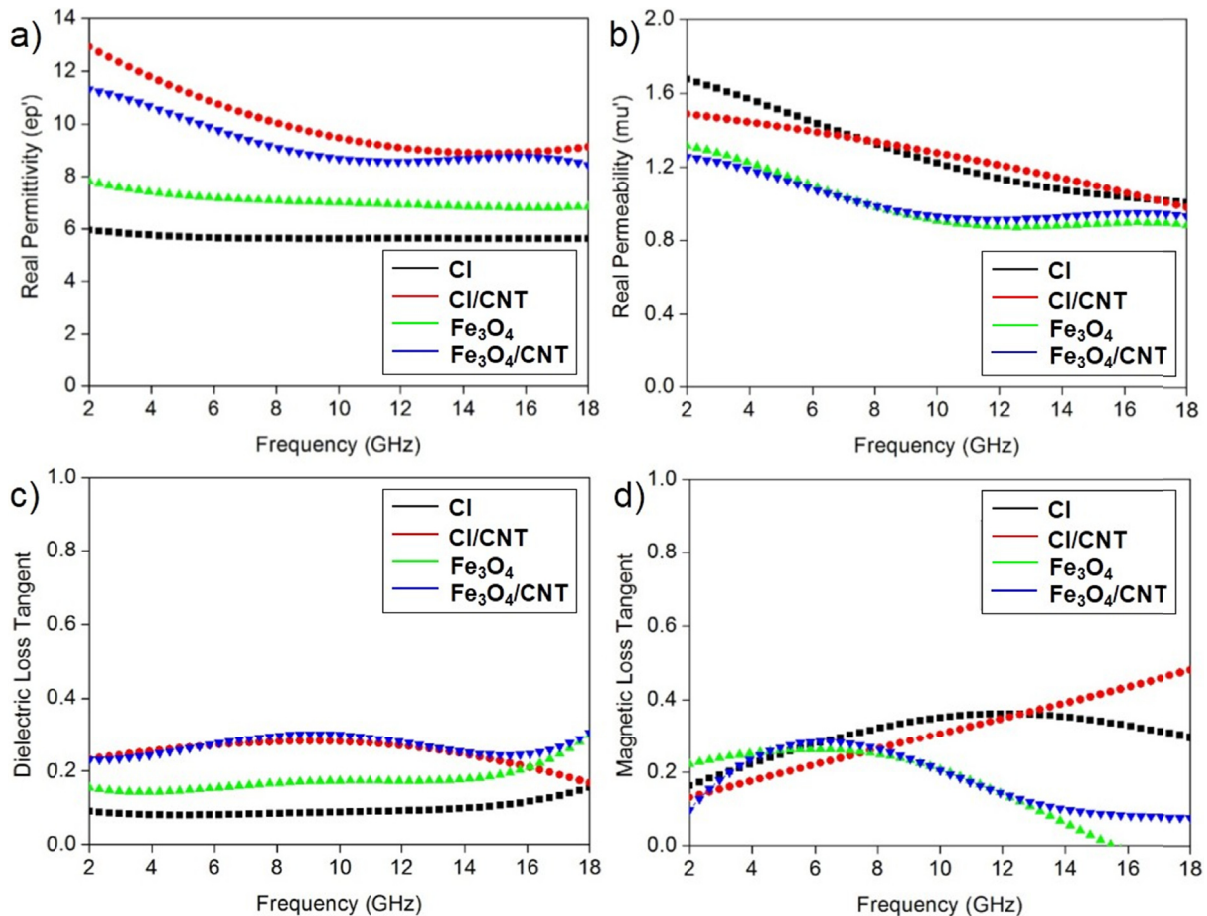 a)
Real Permittivity (ep')
14
12
10
8
6
4
2
0
CI
CI/CNT
Fe₃O₄
Fe₃O₄/CNT
2 4 6 8 10 12 14 16 18
Frequency (GHz)
b)
Real Permeability (mu')
2.0
1.6
1.2
0.8
0.4
0.0
CI
CI/CNT
Fe₃O₄
Fe₃O₄/CNT
2 4 6 8 10 12 14 16 18
Frequency (GHz)
c)
Dielectric Loss Tangent
1.0
0.8
0.6
0.4
0.2
0.0
CI
CI/CNT
Fe₃O₄
Fe₃O₄/CNT
2 4 6 8 10 12 14 16 18
Frequency (GHz)
d)
Magnetic Loss Tangent
1.0
0.8
0.6
0.4
0.2
0.0
CI
CI/CNT
Fe₃O₄
Fe₃O₄/CNT
2 4 6 8 10 12 14 16 18
Frequency (GHz)